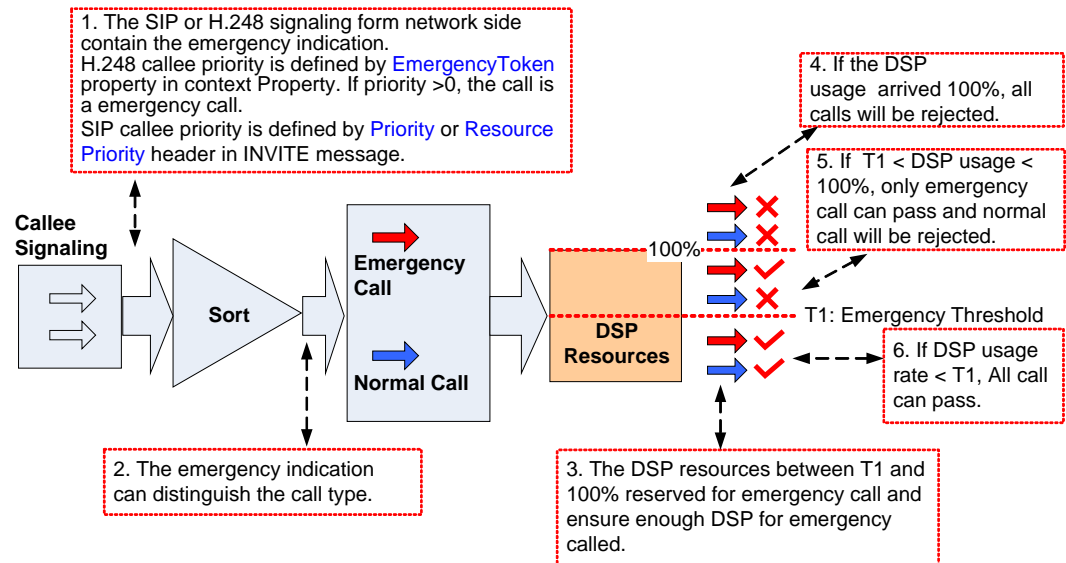 1. The SIP or H.248 signaling form network side
contain the emergency indication.
H.248 callee priority is defined by EmergencyToken
property in context Property. If priority >0, the call is
a emergency call.
SIP callee priority is defined by Priority or Resource
Priority header in INVITE message.
4. If the DSP
usage arrived 100%, all
calls will be rejected.
5. If T1 < DSP usage <
100%, only emergency
call can pass and normal
call will be rejected.
Callee
Signaling
Sort
Emergency
Call
Normal Call
100%
DSP
Resources
T1: Emergency Threshold
6. If DSP usage
rate < T1, All call
can pass.
2. The emergency indication
can distinguish the call type.
3. The DSP resources between T1 and
100% reserved for emergency call and
ensure enough DSP for emergency
called.